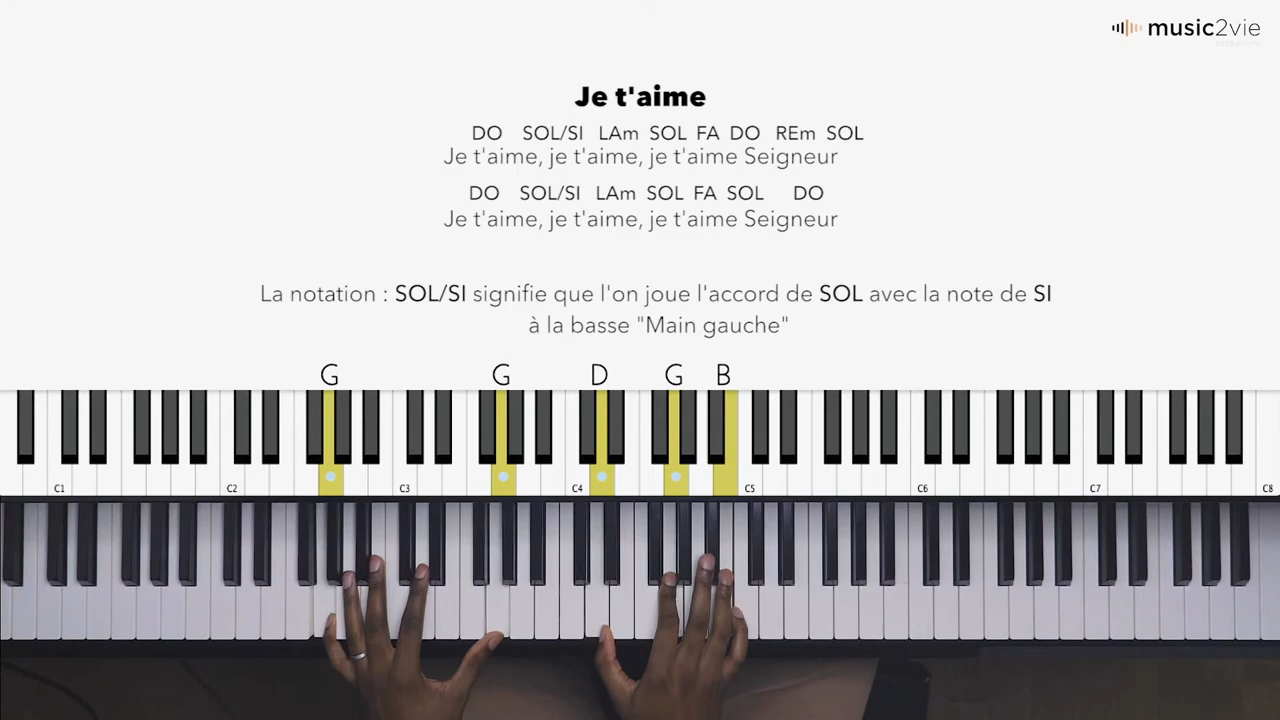 music2vie
Je t'aime
DO SOL/SI LAm SOL FA DO REm SOL
Je t'aime, je t'aime, je t'aime Seigneur
DO SOL/SI LAm SOL FA SOL DO
Je t'aime, je t'aime, je t'aime Seigneur
La notation : SOL/SI signifie que l'on joue l'accord de SOL avec la note de SI
à la basse "Main gauche"
G G D G B
C1 C2 C3 C4 C5 C6 C7 C8